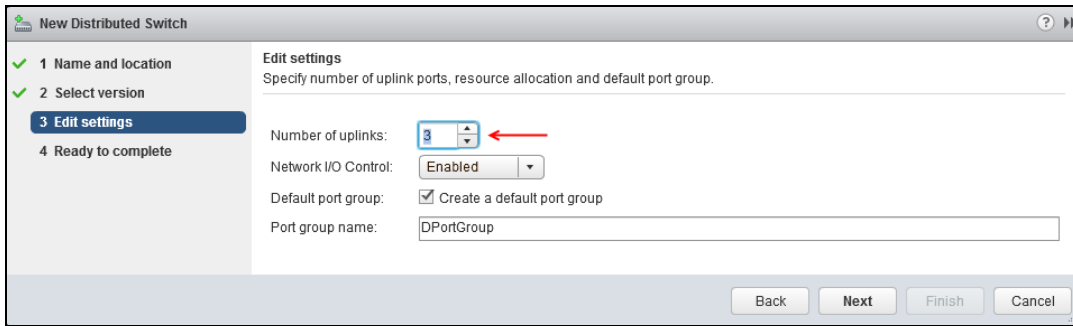 New Distributed Switch
?
1 Name and location
2 Select version
3 Edit settings
4 Ready to complete
Edit settings
Specify number of uplink ports, resource allocation and default port group.
Number of uplinks: 3
Network I/O Control: Enabled
Default port group: Create a default port group
Port group name: DPortGroup
Back Next Finish Cancel